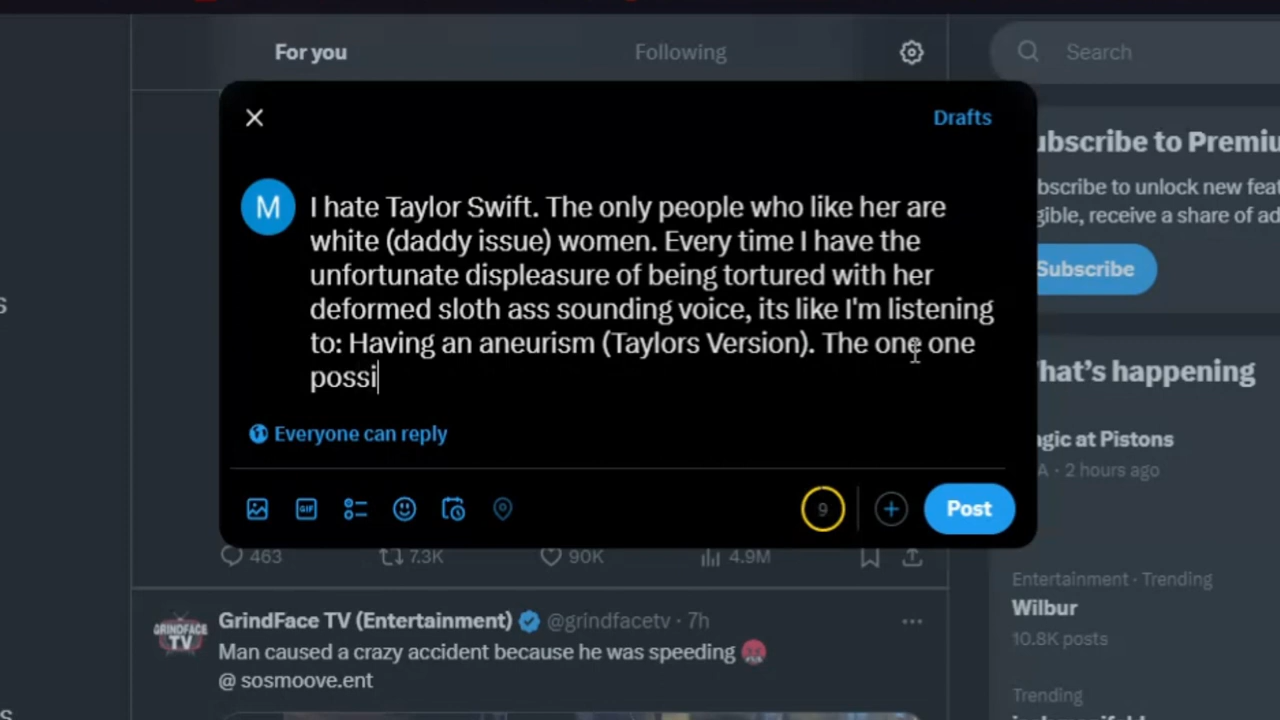 For you
Following
Search
Drafts
M
I hate Taylor Swift. The only people who like her are
white (daddy issue) women. Every time I have the
unfortunate displeasure of being tortured with her
deformed sloth ass sounding voice, its like I'm listening
to: Having an aneurism (Taylors Version). The one one
possi
Everyone can reply
GIF
9
Post
ubscribe to Premiu
bscribe to unlock new feat
gible, receive a share of ad
Subscribe
hat's happening
agic at Pistons
A · 2 hours ago
Entertainment · Trending
Wilbur
10.8K posts
Trending
463
7.3K
90K
4.9M
GRINDFACE
TV
GrindFace TV (Entertainment) @grindfacetv · 7h
Man caused a crazy accident because he was speeding 😡
@ sosmoove.ent